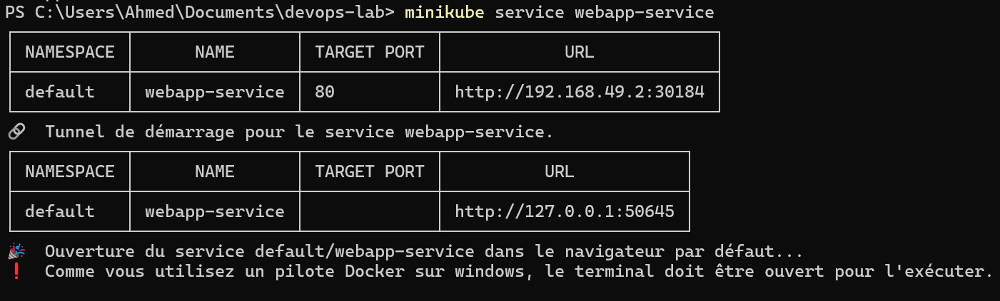 PS C:\Users\Ahmed\Documents\devops-lab> minikube service webapp-service
NAMESPACE NAME TARGET PORT URL
default webapp-service 80 http://192.168.49.2:30184
🔗 Tunnel de démarrage pour le service webapp-service.
NAMESPACE NAME TARGET PORT URL
default webapp-service http://127.0.0.1:50645
🎉 Ouverture du service default/webapp-service dans le navigateur par défaut...
❗ Comme vous utilisez un pilote Docker sur windows, le terminal doit être ouvert pour l'exécuter.